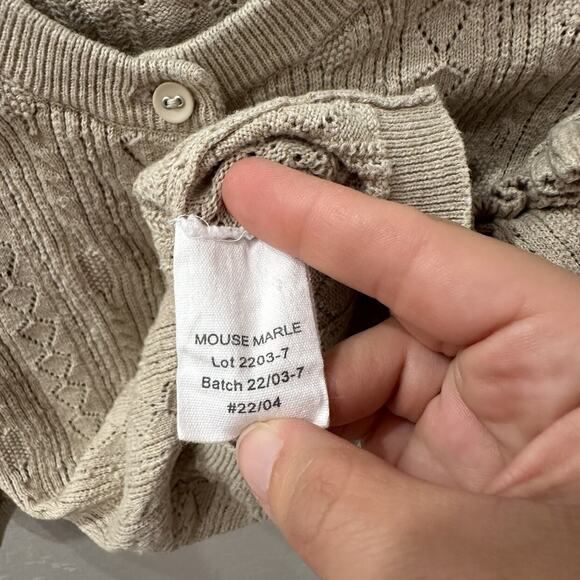 MOUSE MARLE
Lot 2203-7
Batch 22/03-7
#22/04